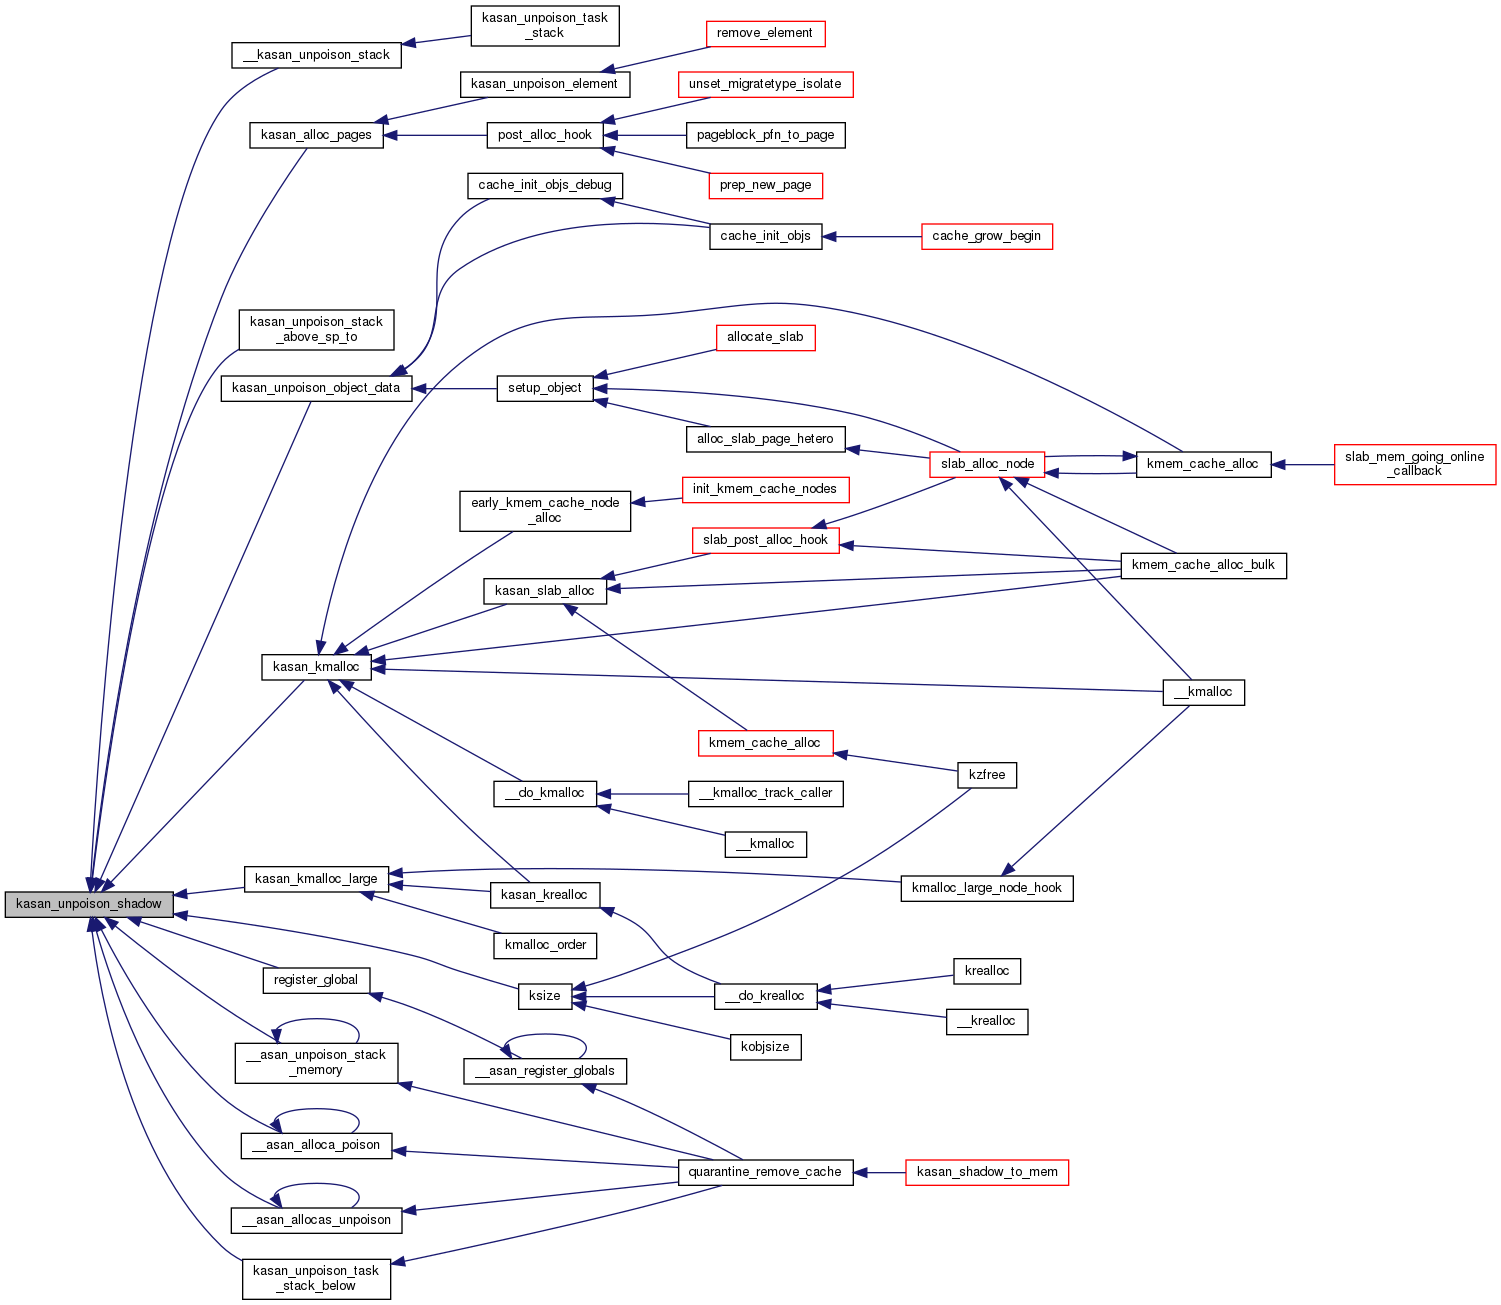 kasan_unpoison_task
_stack
__kasan_unpoison_stack
remove_element
kasan_unpoison_element
unset_migratetype_isolate
kasan_alloc_pages
post_alloc_hook
pageblock_pfn_to_page
cache_init_objs_debug
prep_new_page
cache_init_objs
cache_grow_begin
kasan_unpoison_stack
_above_sp_to
allocate_slab
kasan_unpoison_object_data
setup_object
alloc_slab_page_hetero
slab_alloc_node
kmem_cache_alloc
slab_mem_going_online
_callback
early_kmem_cache_node
_alloc
init_kmem_cache_nodes
slab_post_alloc_hook
kmem_cache_alloc_bulk
kasan_slab_alloc
kasan_kmalloc
__kmalloc
kmem_cache_alloc
kzfree
__do_kmalloc
__kmalloc_track_caller
__kmalloc
kasan_kmalloc_large
kasan_krealloc
kmalloc_large_node_hook
kasan_unpoison_shadow
kmalloc_order
register_global
ksize
__do_krealloc
krealloc
__krealloc
kobjsize
__asan_unpoison_stack
_memory
__asan_register_globals
__asan_alloca_poison
quarantine_remove_cache
kasan_shadow_to_mem
__asan_allocas_unpoison
kasan_unpoison_task
_stack_below